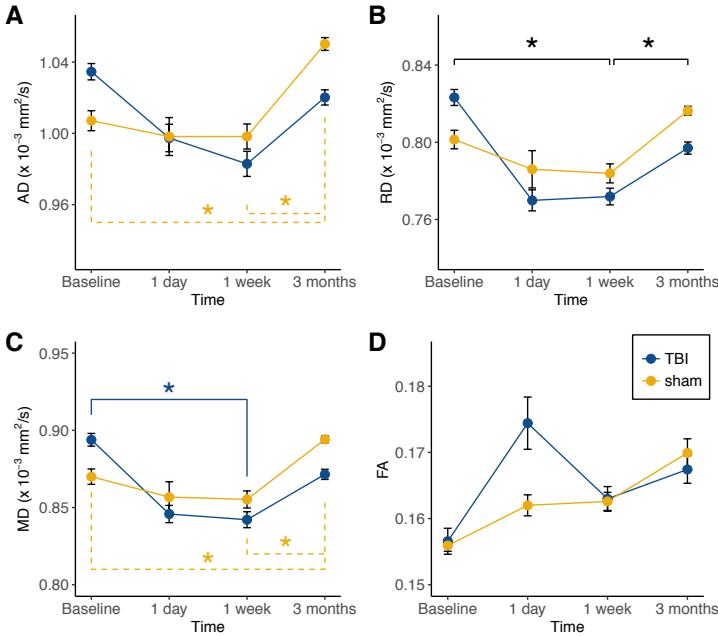 A
AD (x 10⁻³ mm²/s)
1.04
1.00
0.96
*
*
Baseline 1 day 1 week 3 months
Time
B
RD (x 10⁻³ mm²/s)
0.84
0.80
0.76
*
*
Baseline 1 day 1 week 3 months
Time
C
MD (x 10⁻³ mm²/s)
0.95
0.90
0.85
0.80
*
*
*
Baseline 1 day 1 week 3 months
Time
D
TBI
sham
FA
0.18
0.17
0.16
0.15
Baseline 1 day 1 week 3 months
Time